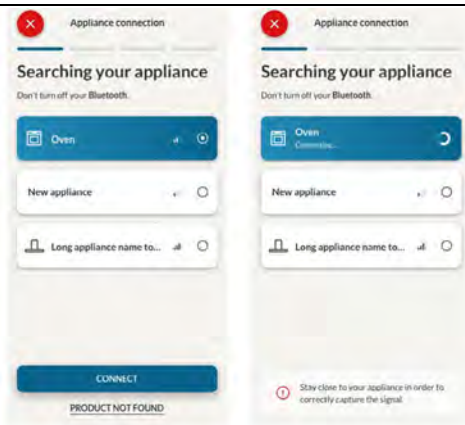 Appliance connection
Searching your appliance
Don't turn off your Bluetooth.
Oven
New appliance
Long appliance name to...
CONNECT
PRODUCT NOT FOUND
Appliance connection
Searching your appliance
Don't turn off your Bluetooth.
Oven
Connecting...
New appliance
Long appliance name to...
Stay close to your appliance in order to
correctly capture the signal